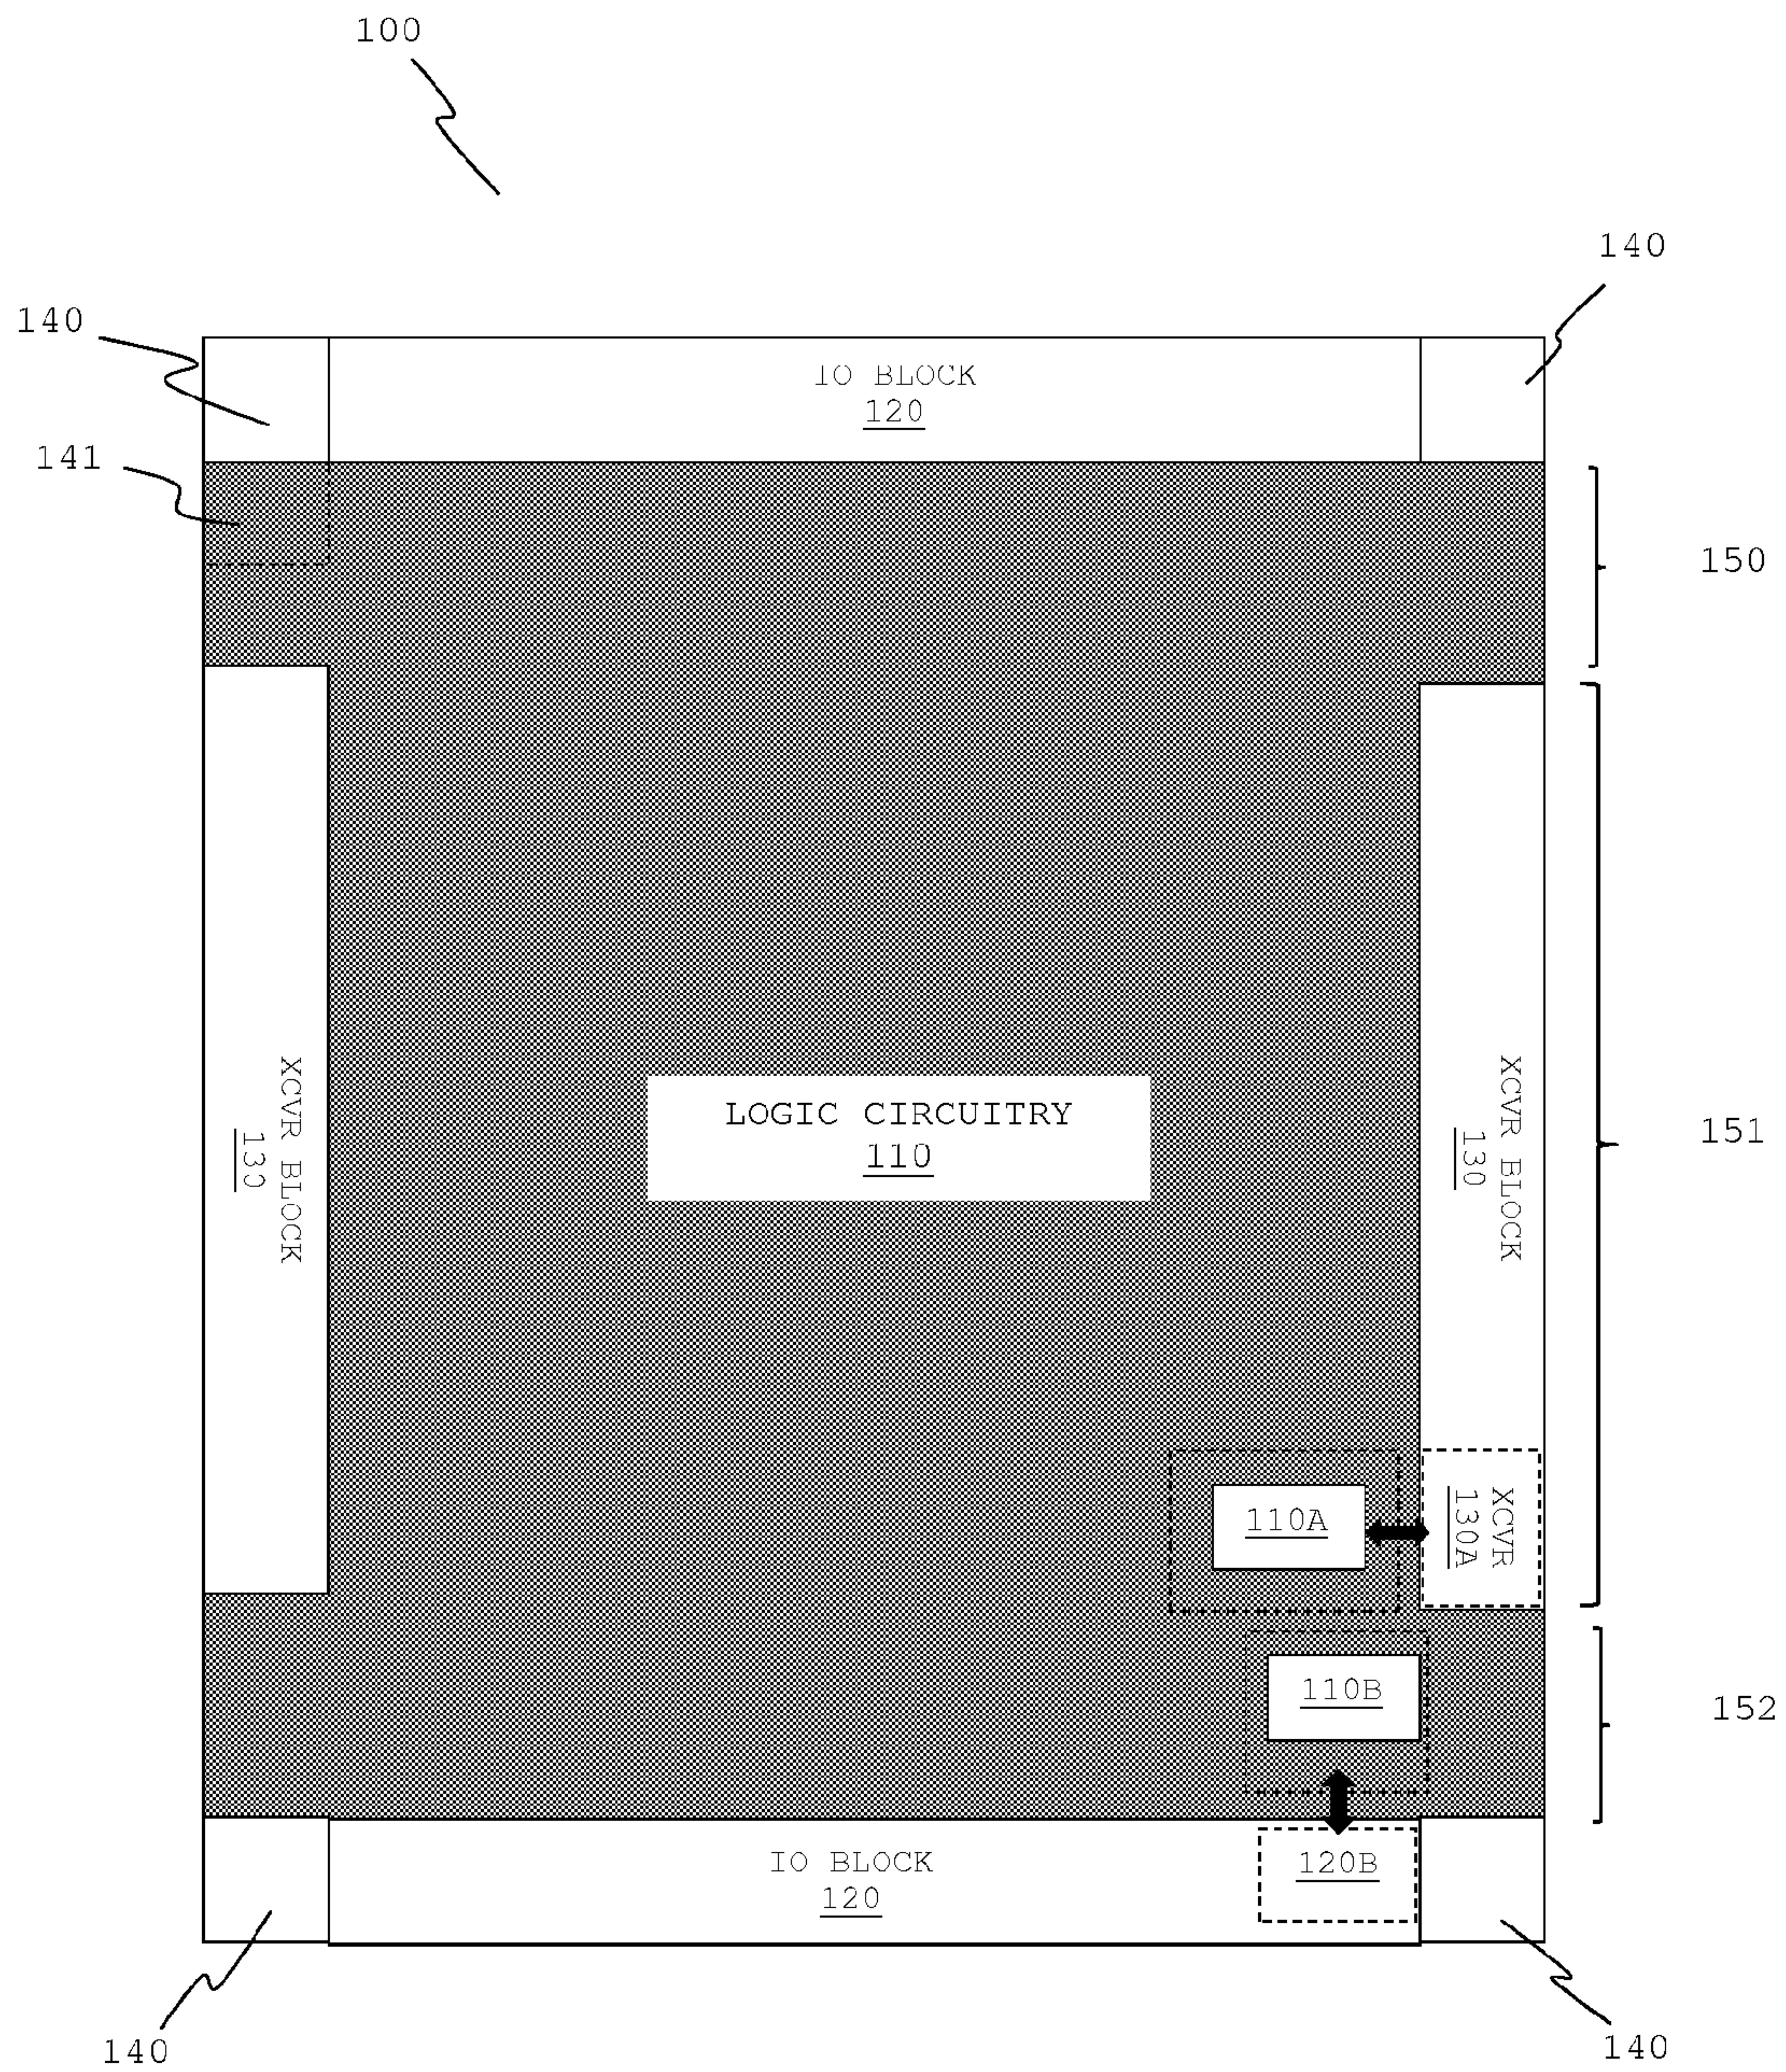 100
140
140
IO BLOCK
120
141
150
XCVR BLOCK
130
LOGIC CIRCUITRY
110
XCVR BLOCK
130
151
110A
XCVR
130A
110B
152
IO BLOCK
120
120B
140
140